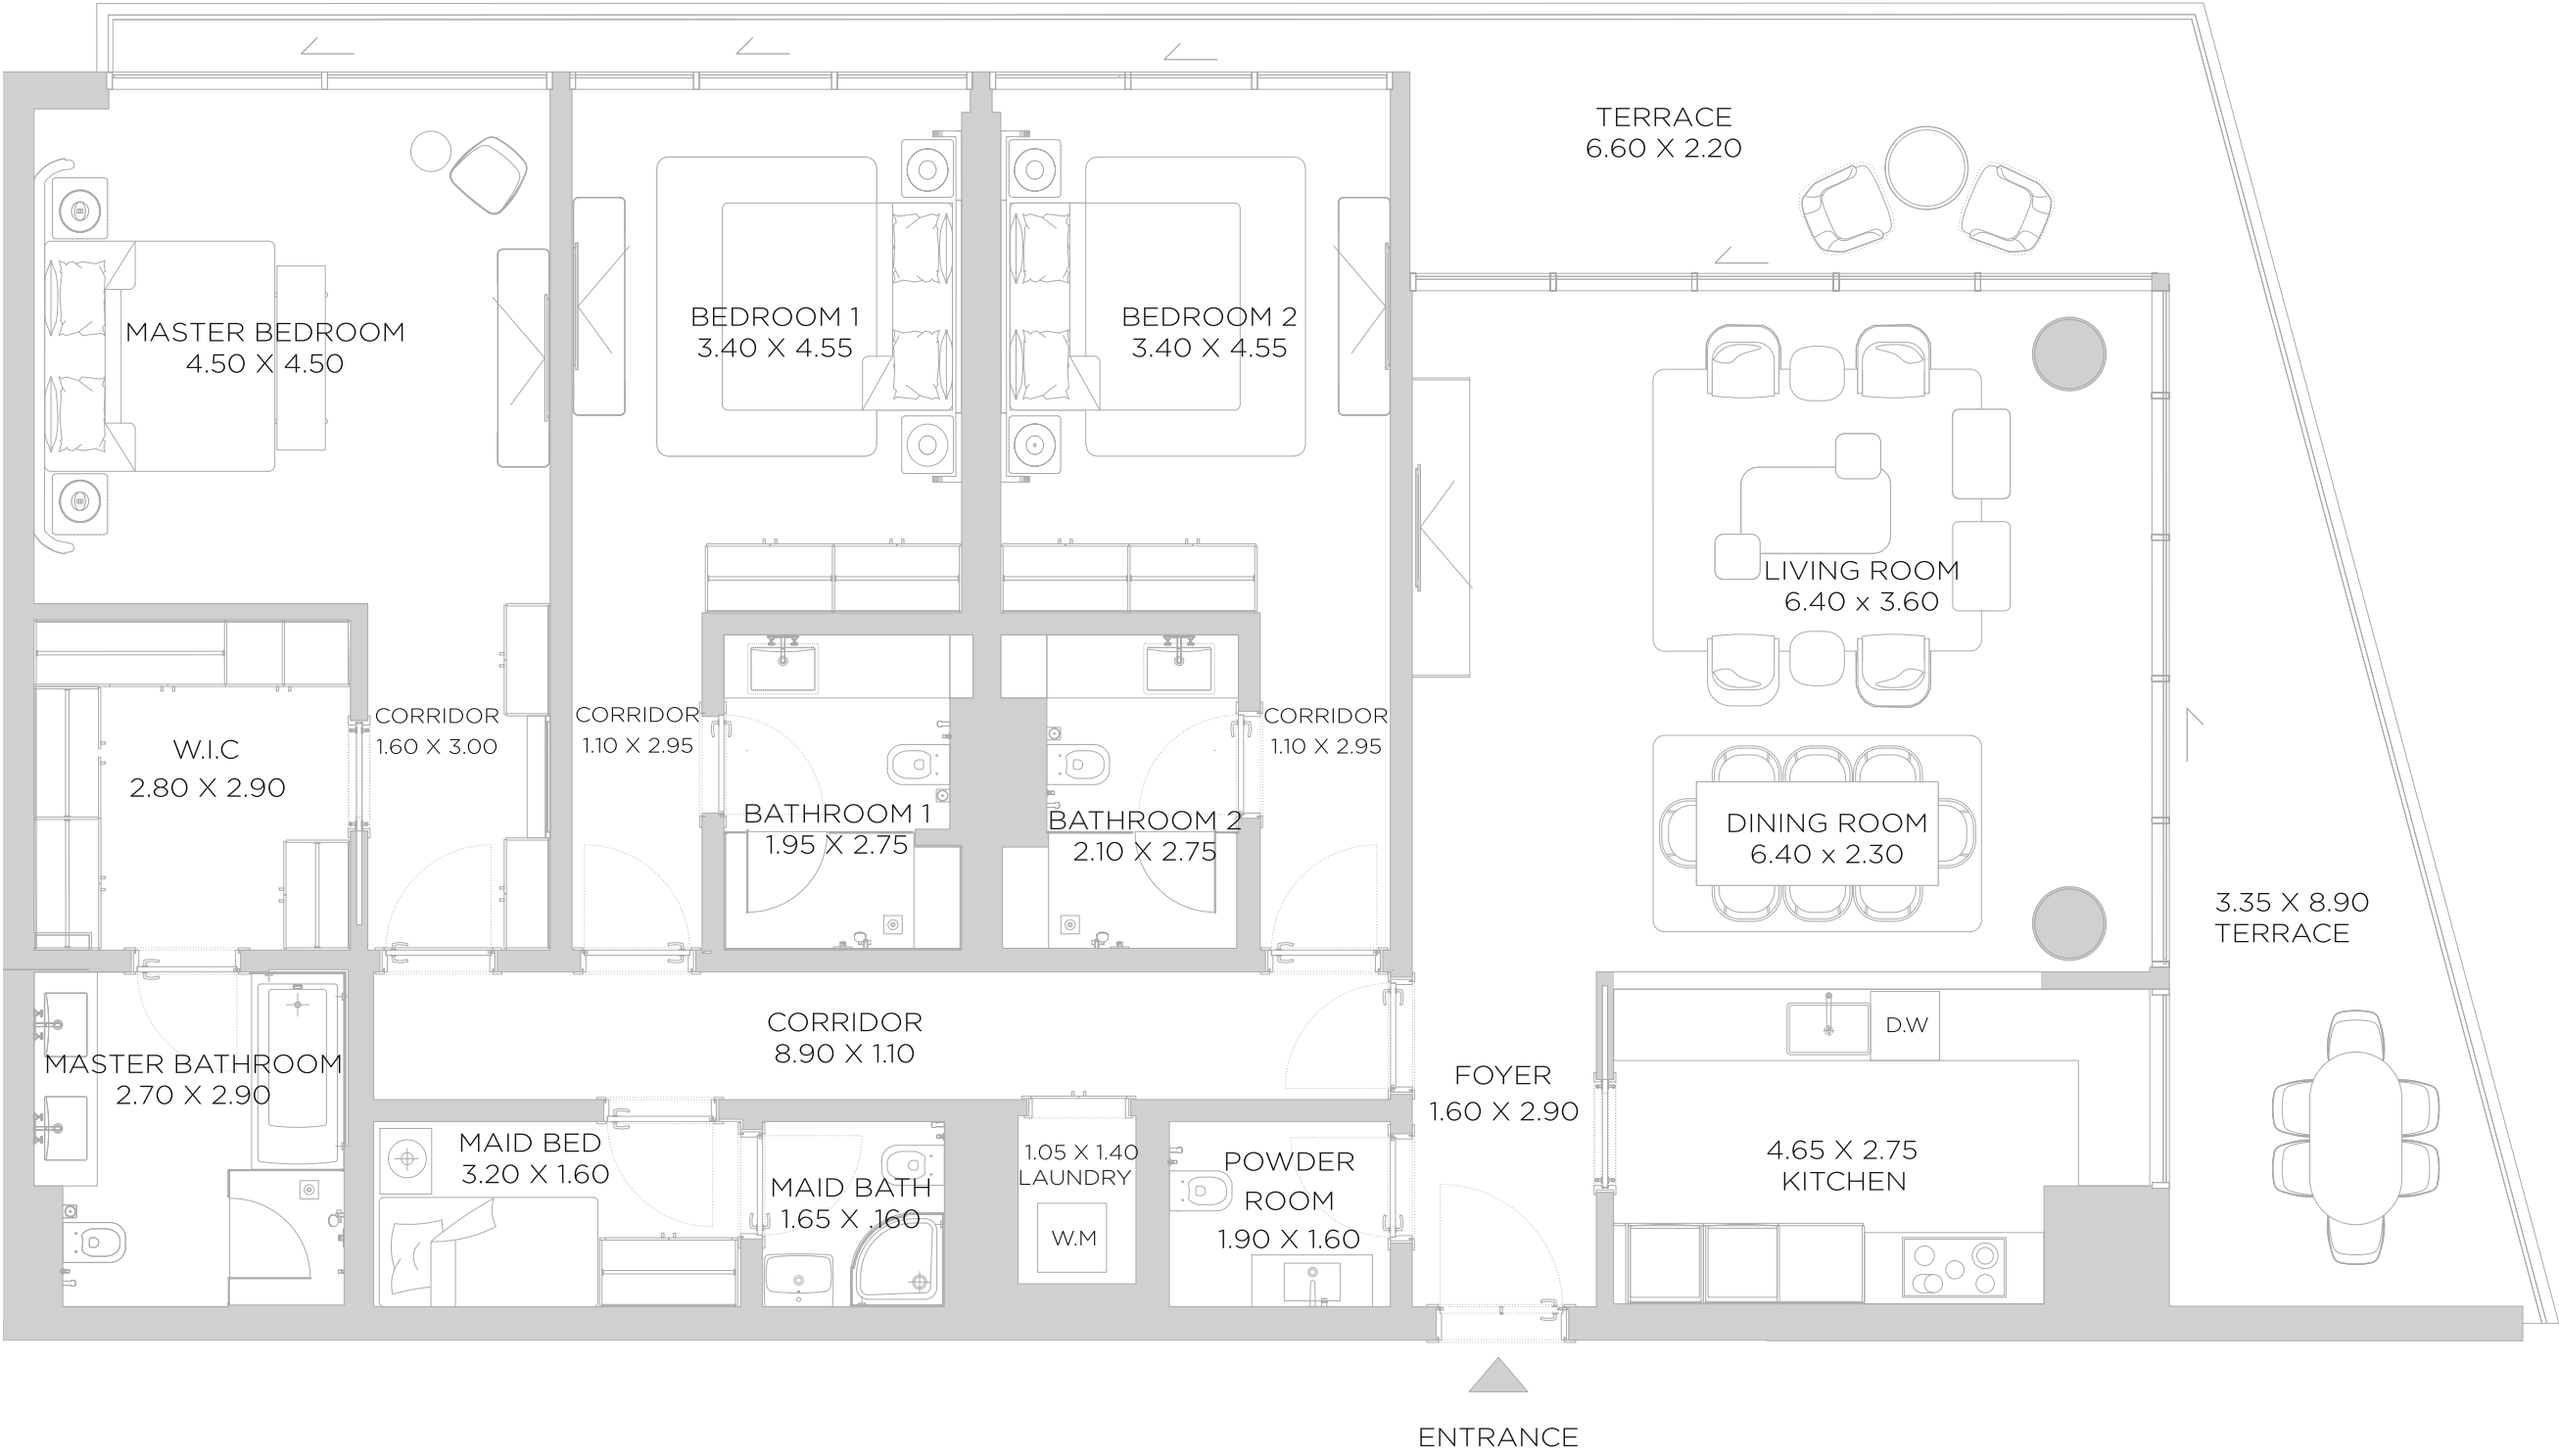 TERRACE
6.60 X 2.20
MASTER BEDROOM
4.50 X 4.50
BEDROOM 1
3.40 X 4.55
BEDROOM 2
3.40 X 4.55
LIVING ROOM
6.40 x 3.60
W.I.C
2.80 X 2.90
CORRIDOR
1.60 X 3.00
CORRIDOR
1.10 X 2.95
BATHROOM 1
1.95 X 2.75
BATHROOM 2
2.10 X 2.75
CORRIDOR
1.10 X 2.95
DINING ROOM
6.40 x 2.30
3.35 X 8.90
TERRACE
MASTER BATHROOM
2.70 X 2.90
CORRIDOR
8.90 X 1.10
FOYER
1.60 X 2.90
D.W
4.65 X 2.75
KITCHEN
MAID BED
3.20 X 1.60
MAID BATH
1.65 X .160
1.05 X 1.40
LAUNDRY
W.M
POWDER
ROOM
1.90 X 1.60
ENTRANCE